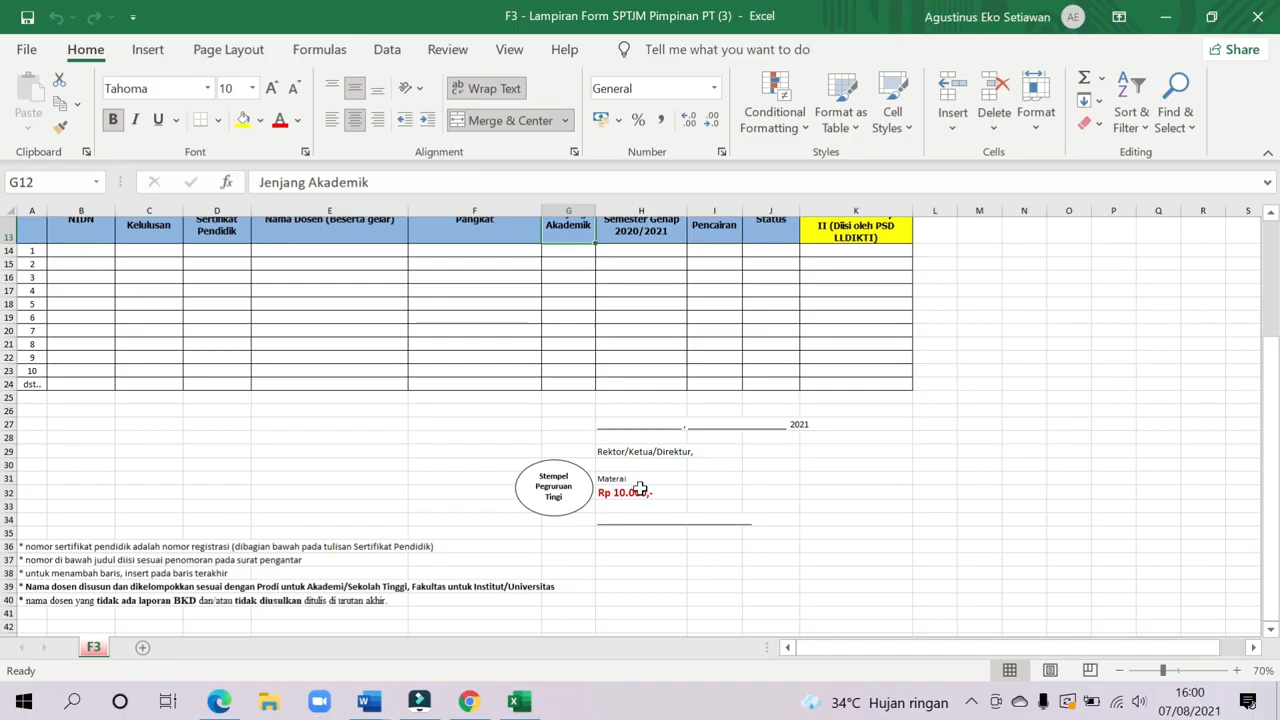 F3 - Lampiran Form SPTJM Pimpinan PT (3) - Excel
Agustinus Eko Setiawan
AE
File Home Insert Page Layout Formulas Data Review View Help Tell me what you want to do
Share
Paste
Clipboard
Tahoma 10
B I U
Font
Wrap Text
Merge & Center
Alignment
General
Number
Conditional Formatting
Format as Table
Cell Styles
Styles
Insert Delete Format
Cells
Sort & Filter
Find & Select
Editing
G12
fx
Jenjang Akademik
A B C D E F G H I J K L M N O P Q R S
13
NIDN
Kelulusan
Sertifikat Pendidik
Nama Dosen (Beserta gelar)
Pangkat
Akademik
Semester Genap 2020/2021
Pencairan
Status
II (Diisi oleh PSD LLDIKTI)
14 1
15 2
16 3
17 4
18 5
19 6
20 7
21 8
22 9
23 10
24 dst..
25
26
27 , 2021
28
29 Rektor/Ketua/Direktur,
30
Stempel
Pegruruan
Tingi
31 Materai
32
33
34
35
36 * nomor sertifikat pendidik adalah nomor registrasi (dibagian bawah pada tulisan Sertifikat Pendidik)
37 * nomor di bawah judul diisi sesuai penomoran pada surat pengantar
38 * untuk menambah baris, insert pada baris terakhir
39 * Nama dosen disusun dan dikelompokkan sesuai dengan Prodi untuk Akademi/Sekolah Tinggi, Fakultas untuk Institut/Universitas
40 * nama dosen yang tidak ada laporan BKD dan/atau tidak diusulkan ditulis di urutan akhir.
41
42
F3
Ready
70%
34°C Hujan ringan
16:00
07/08/2021